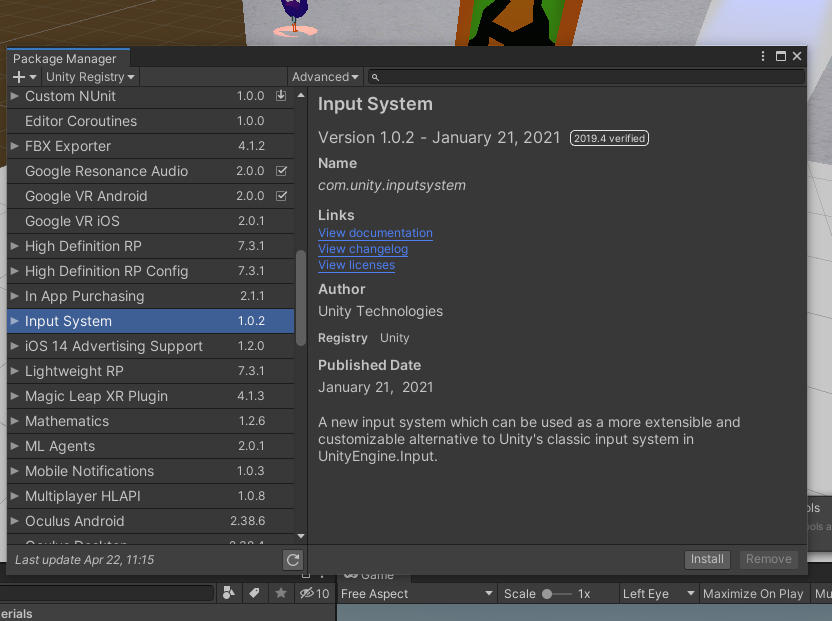 Package Manager
Unity Registry
Advanced
Custom NUnit 1.0.0
Editor Coroutines 1.0.0
FBX Exporter 4.1.2
Google Resonance Audio 2.0.0
Google VR Android 2.0.0
Google VR iOS 2.0.1
High Definition RP 7.3.1
High Definition RP Config 7.3.1
In App Purchasing 2.1.1
Input System 1.0.2
iOS 14 Advertising Support 1.2.0
Lightweight RP 7.3.1
Magic Leap XR Plugin 4.1.3
Mathematics 1.2.6
ML Agents 2.0.1
Mobile Notifications 1.0.3
Multiplayer HLAPI 1.0.8
Oculus Android 2.38.6
Last update Apr 22, 11:15
Input System
Version 1.0.2 - January 21, 2021 2019.4 verified
Name
com.unity.inputsystem
Links
View documentation
View changelog
View licenses
Author
Unity Technologies
Registry Unity
Published Date
January 21, 2021
A new input system which can be used as a more extensible and
customizable alternative to Unity's classic input system in
UnityEngine.Input.
Install Remove
ols
ools a
Game
10
Free Aspect Scale 1x Left Eye Maximize On Play Mu
erials